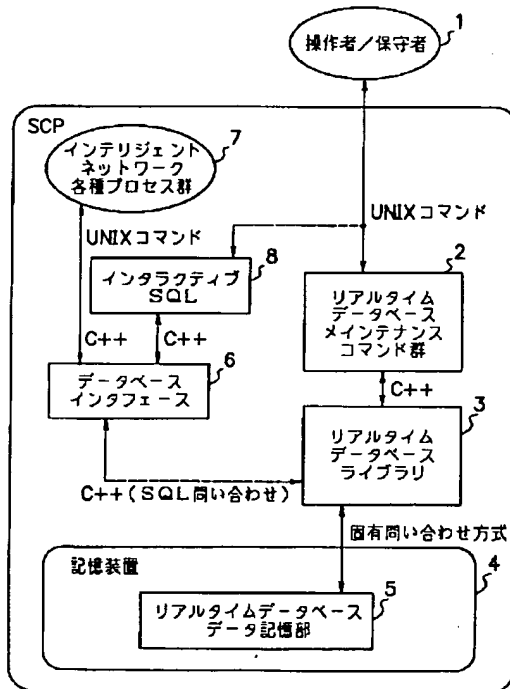 1
操作者/保守者
SCP
7
インテリジェント
ネットワーク
各種プロセス群
UNIXコマンド
UNIXコマンド
8
インタラクティブ
SQL
2
リアルタイム
データベース
メインテナンス
コマンド群
C++
C++
6
データベース
インタフェース
C++
3
リアルタイム
データベース
ライブラリ
C++(SQL問い合わせ)
固有問い合わせ方式
4
記憶装置
5
リアルタイムデータベース
データ記憶部